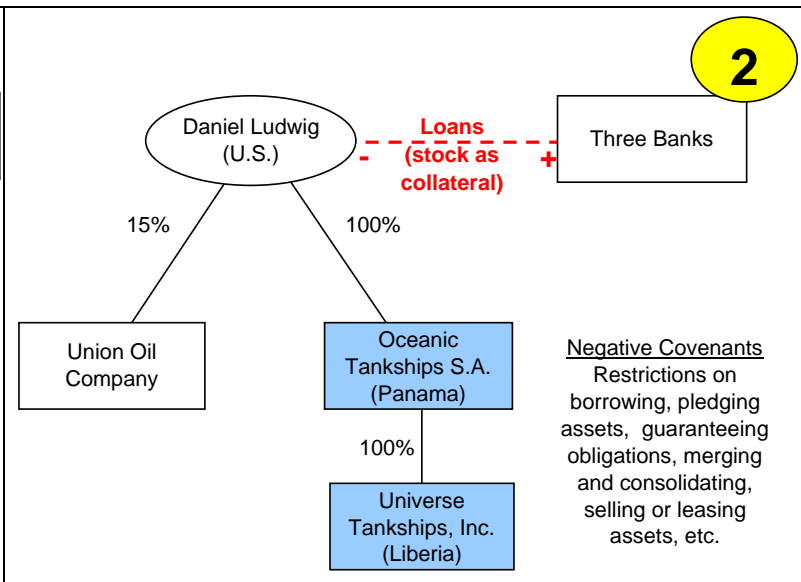 2
Daniel Ludwig
(U.S.)
Loans
(stock as
collateral)
-
+
Three Banks
15%
100%
Union Oil
Company
Oceanic
Tankships S.A.
(Panama)
100%
Universe
Tankships, Inc.
(Liberia)
Negative Covenants
Restrictions on
borrowing, pledging
assets, guaranteeing
obligations, merging
and consolidating,
selling or leasing
assets, etc.